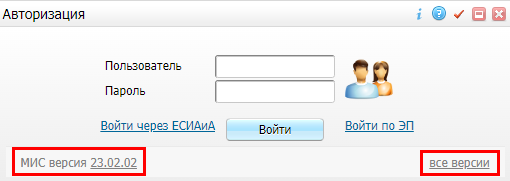 Авторизация
Пользователь
Пароль
Войти через ЕСИАиА Войти Войти по ЭП
МИС версия 23.02.02 все версии